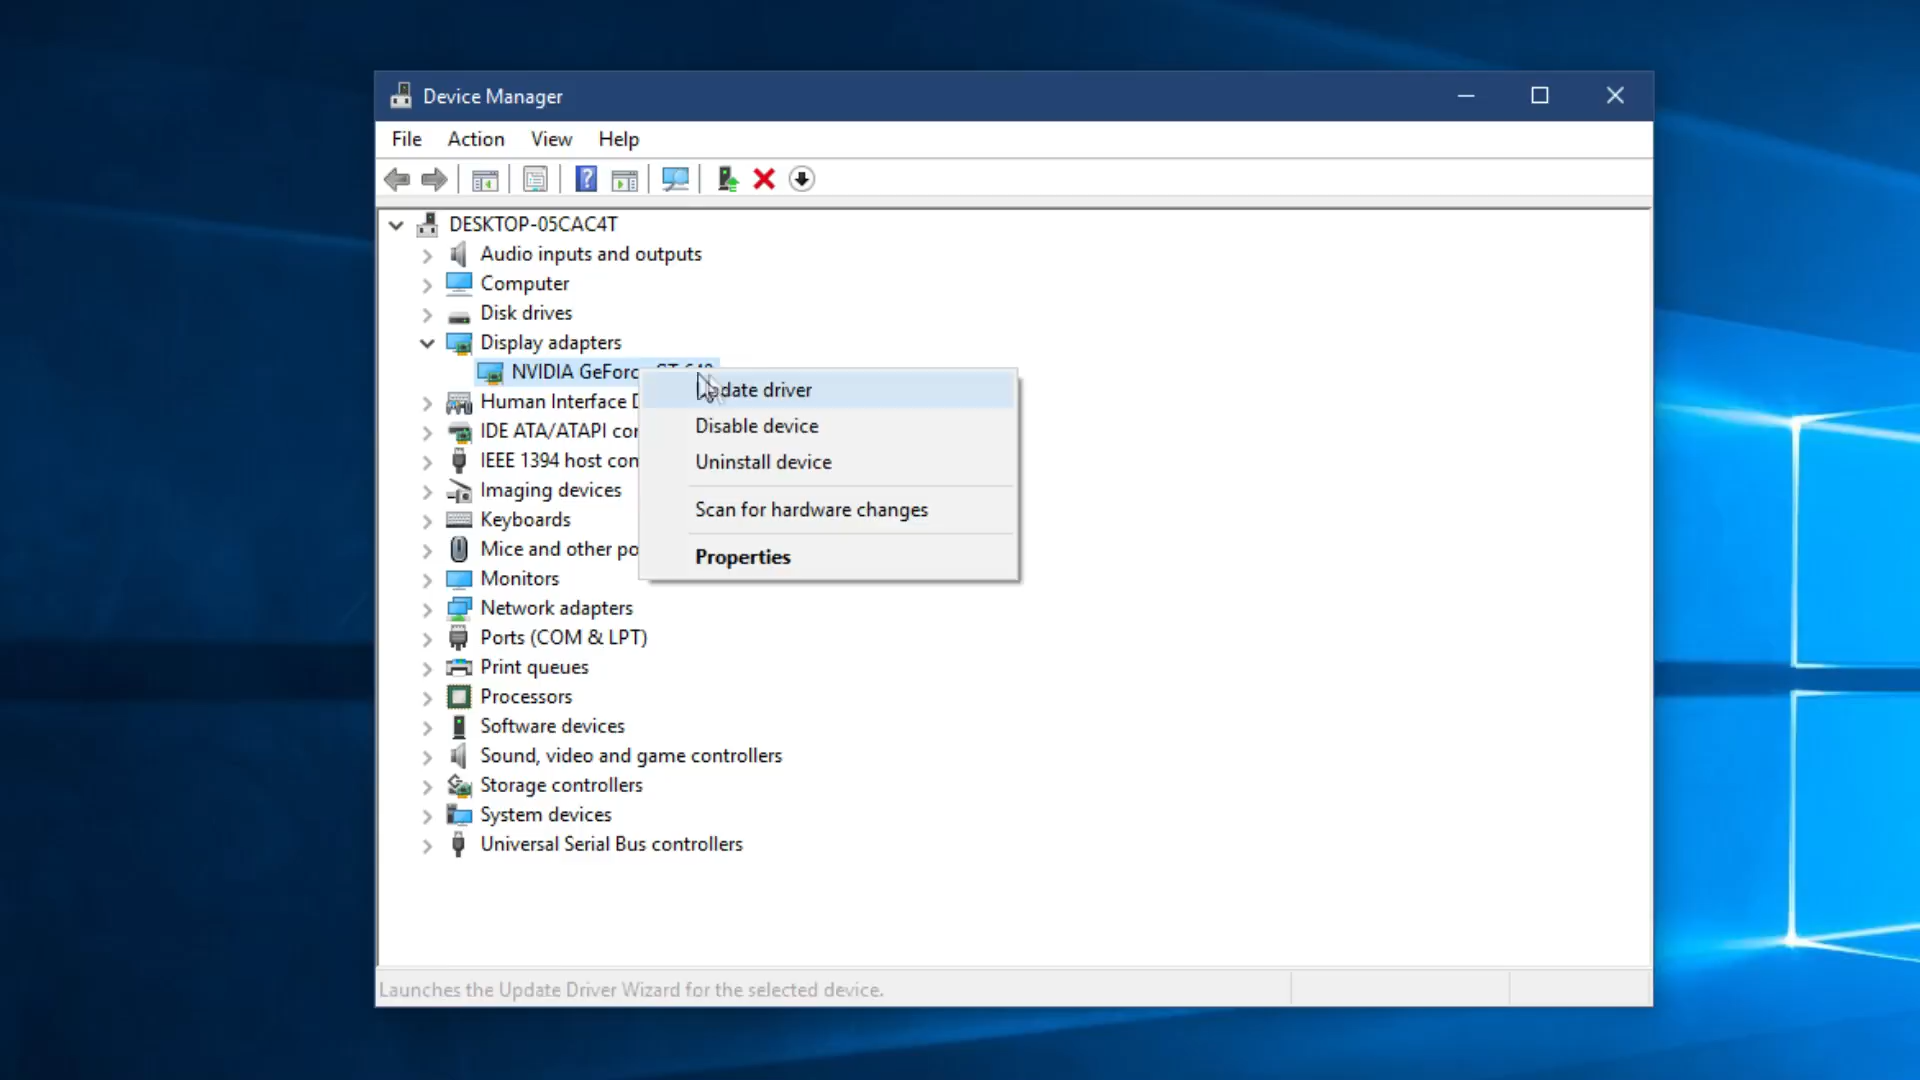 Device Manager
File Action View Help
DESKTOP-05CAC4T
Audio inputs and outputs
Computer
Disk drives
Display adapters
NVIDIA GeForc
Update driver
Human Interface D
Disable device
IDE ATA/ATAPI con
IEEE 1394 host con
Uninstall device
Imaging devices
Scan for hardware changes
Keyboards
Mice and other po
Properties
Monitors
Network adapters
Ports (COM & LPT)
Print queues
Processors
Software devices
Sound, video and game controllers
Storage controllers
System devices
Universal Serial Bus controllers
Launches the Update Driver Wizard for the selected device.